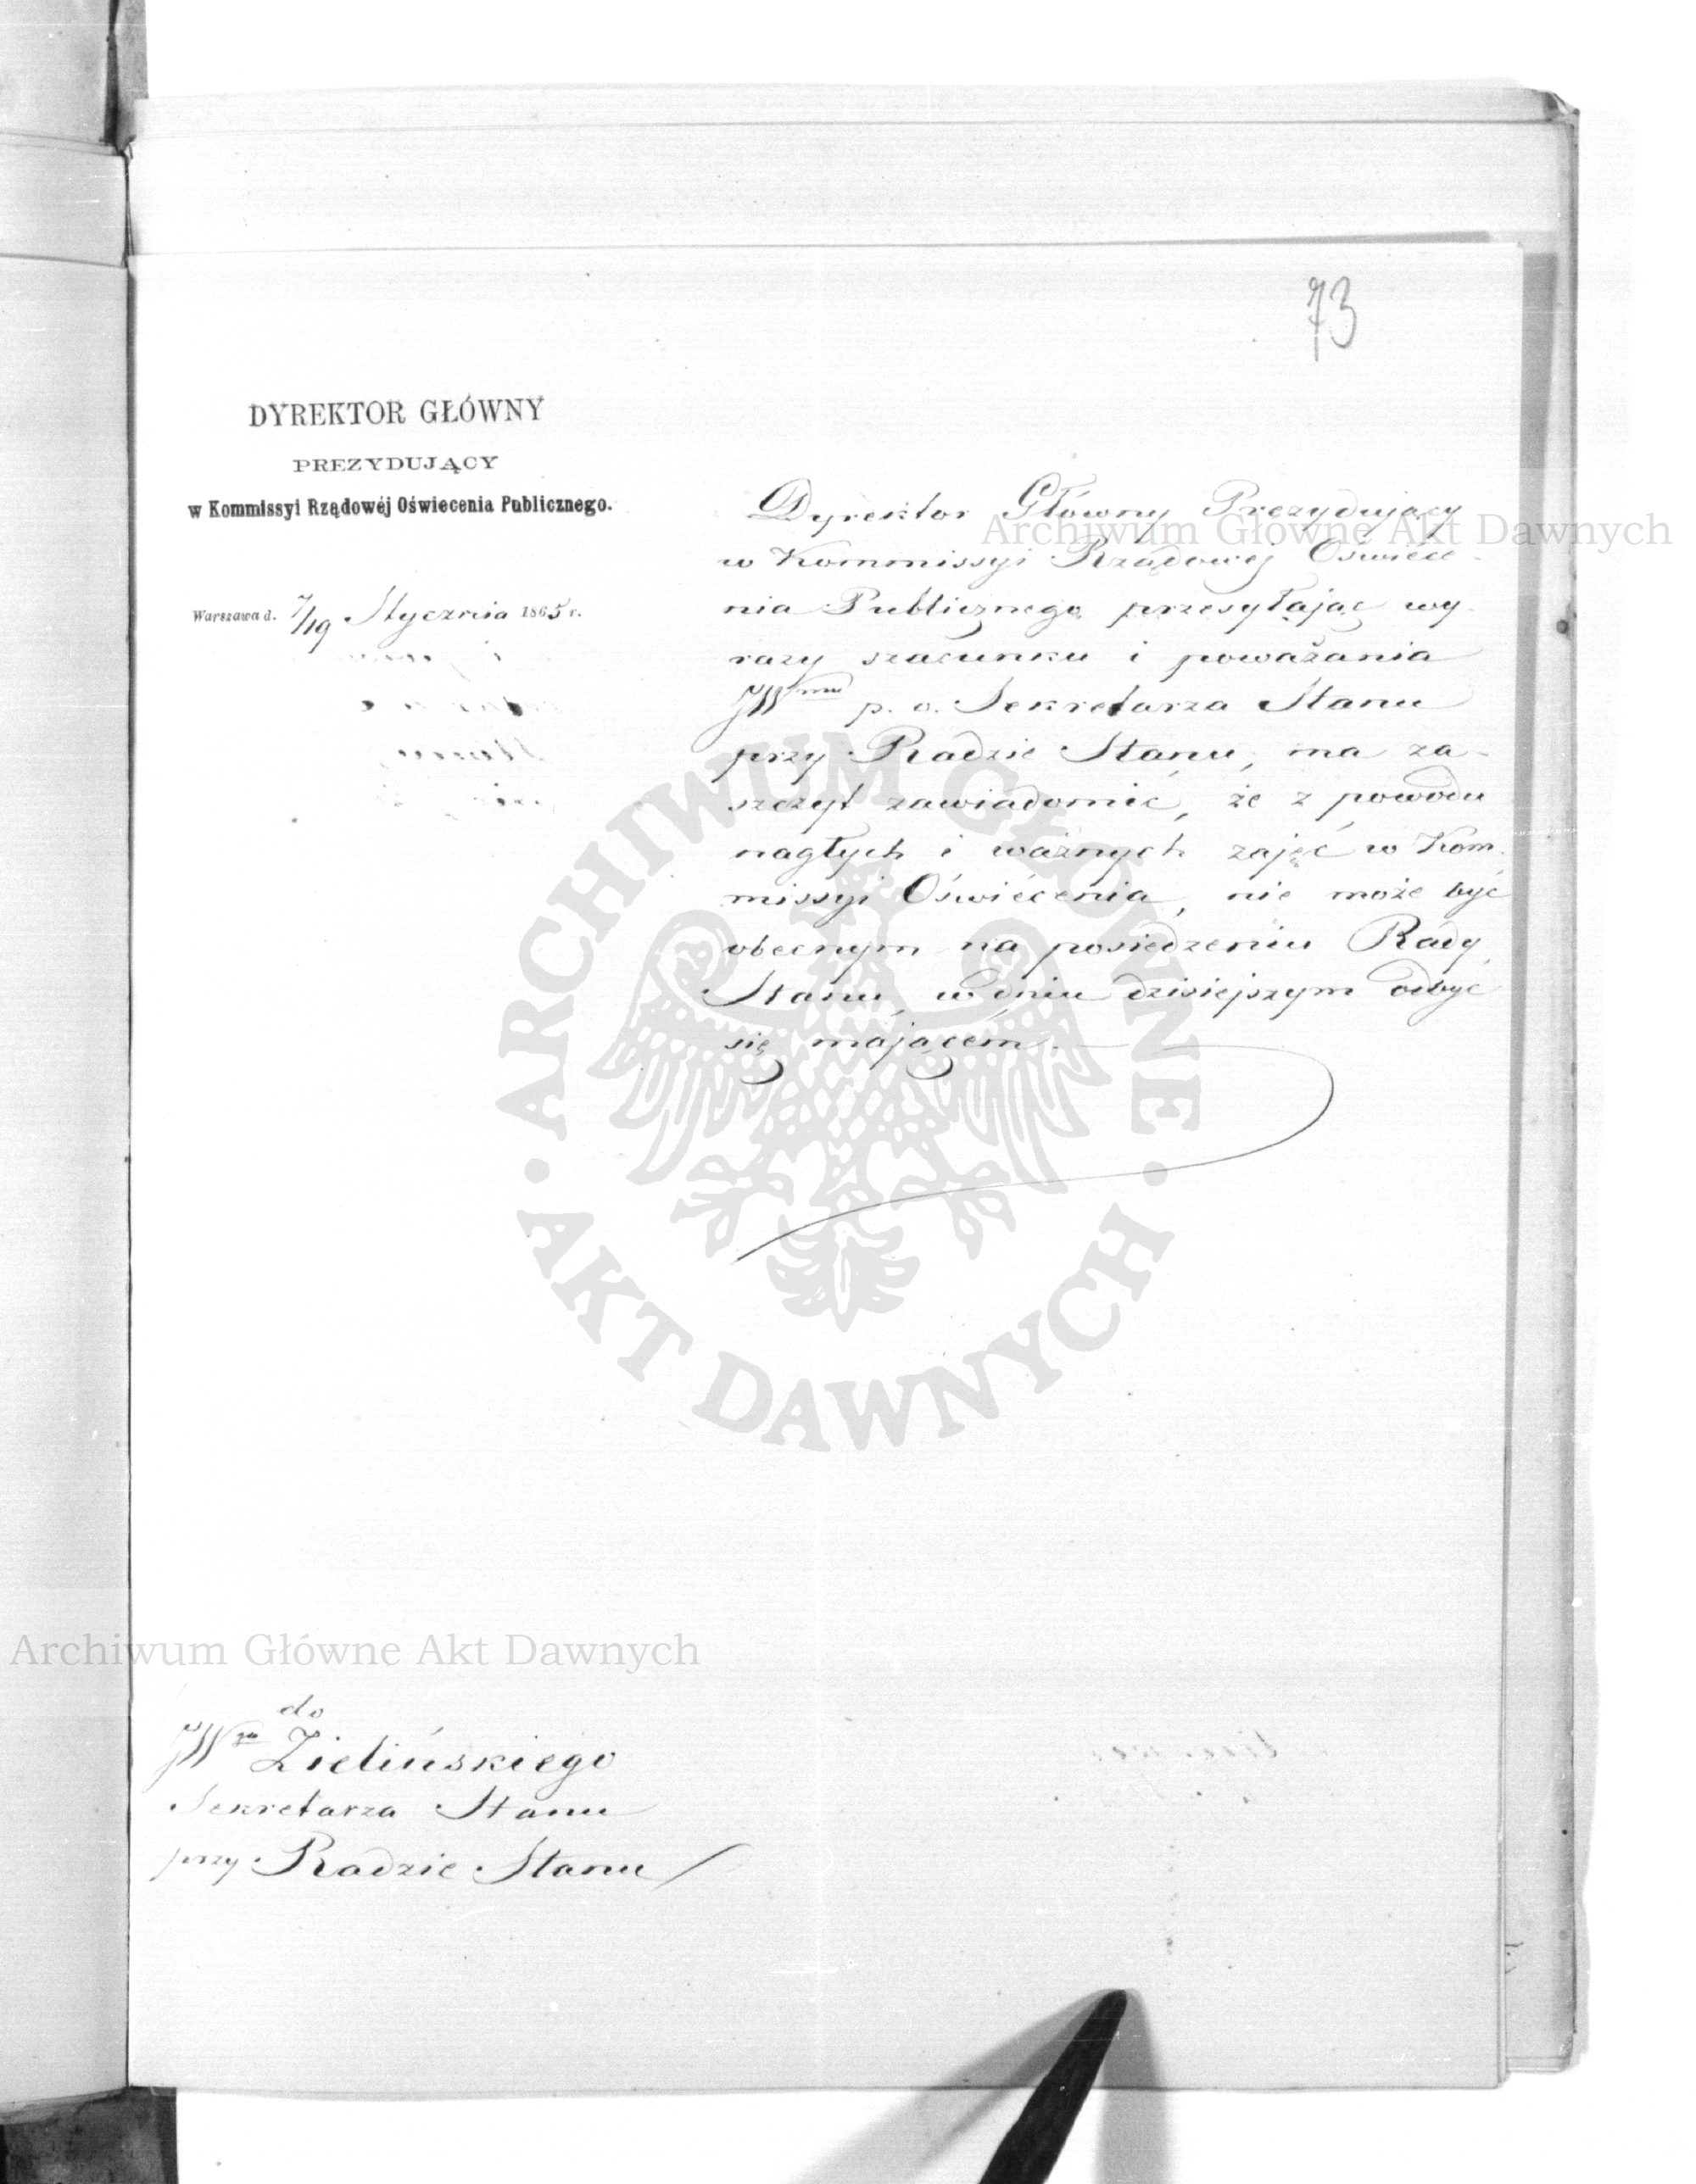 73
DYREKTOR GŁÓWNY
PREZYDUJĄCY
w Kommissyi Rządowéj Oświecenia Publicznego.
Warszawa d. 7/19 Stycznia 1865 r.
Dyrektor Główny Prezydujący
w Kommissyi Rządowej Oświece-
nia Publicznego przesyłając wy-
razy szacunku i poważania
JWmu p. o. Sekretarza Stanu
przy Radzie Stanu, ma za-
szczyt zawiadomić, że z powodu
nagłych i ważnych zajęć w Kom-
missyi Oświecenia, nie może być
obecnym na posiedzeniu Rady
Stanu, w dniu dzisiejszym odbyć
się mającem.
do
JWgo Zielińskiego
Sekretarza Stanu
przy Radzie Stanu
Archiwum Główne Akt Dawnych
Archiwum Główne Akt Dawnych
ARCHIWUM GŁÓWNE
AKT DAWNYCH